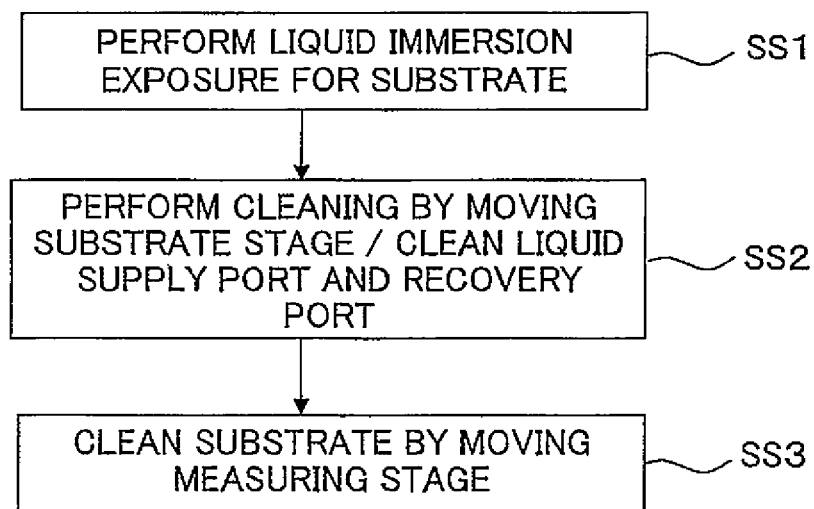 PERFORM LIQUID IMMERSION
EXPOSURE FOR SUBSTRATE
SS1
PERFORM CLEANING BY MOVING
SUBSTRATE STAGE / CLEAN LIQUID
SUPPLY PORT AND RECOVERY
PORT
SS2
CLEAN SUBSTRATE BY MOVING
MEASURING STAGE
SS3